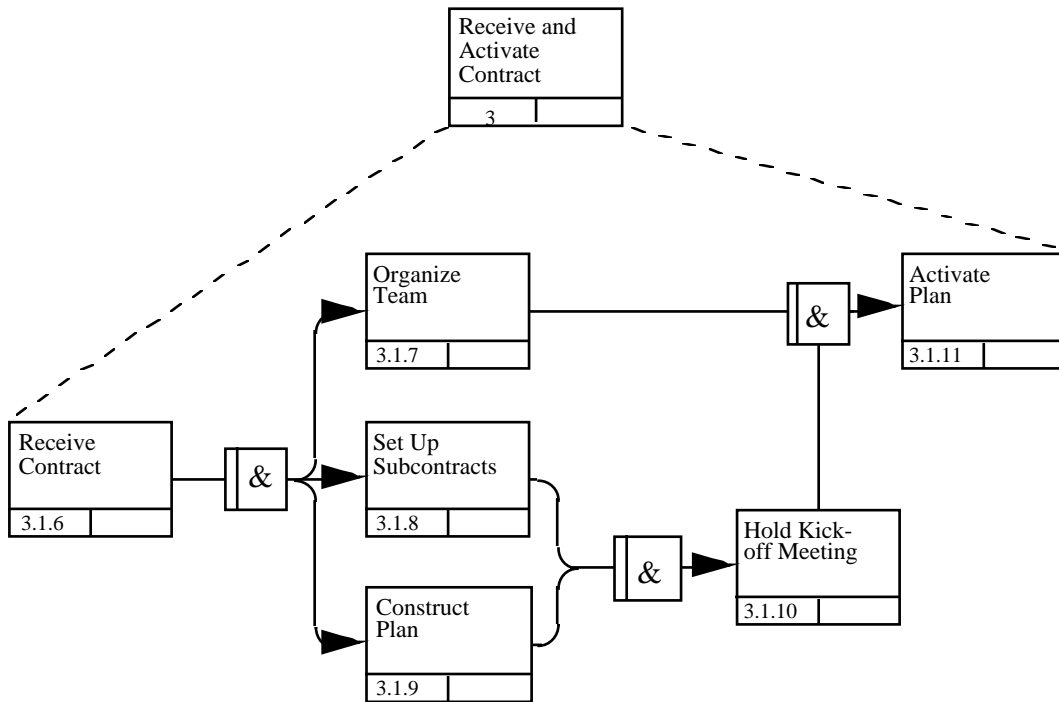 Receive and
Activate
Contract
3
Organize
Team
3.1.7
&
Activate
Plan
3.1.11
Receive
Contract
3.1.6
&
Set Up
Subcontracts
3.1.8
&
Hold Kick-
off Meeting
3.1.10
Construct
Plan
3.1.9